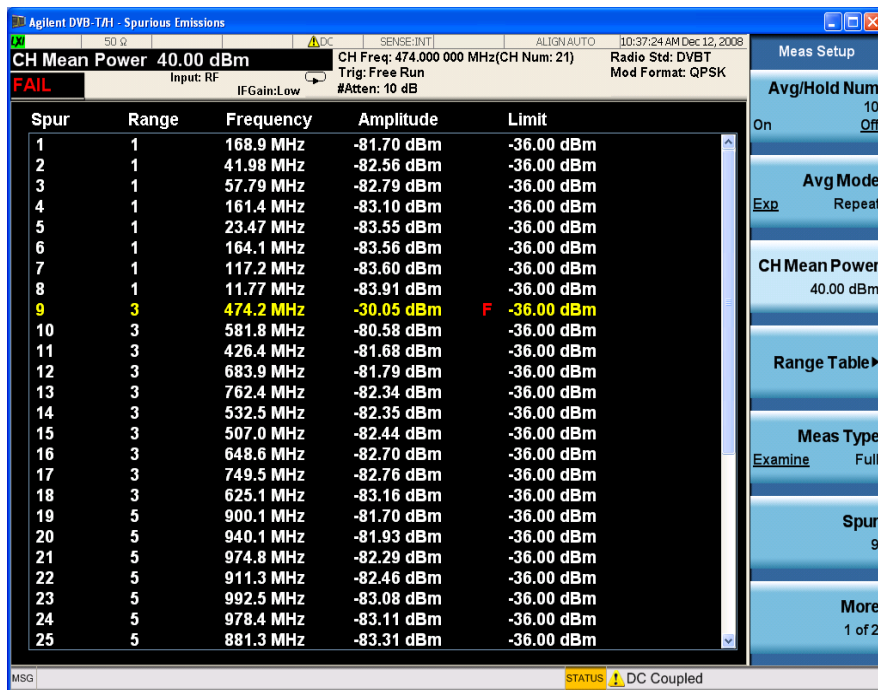 Agilent DVB-T/H - Spurious Emissions
LXI 50 Ω DC SENSE:INT ALIGN AUTO 10:37:24 AM Dec 12, 2008
CH Mean Power 40.00 dBm
CH Freq: 474.000 000 MHz(CH Num: 21)
Radio Std: DVBT
Input: RF
Trig: Free Run
Mod Format: QPSK
FAIL
IFGain:Low
#Atten: 10 dB
Spur Range Frequency Amplitude Limit
1 1 168.9 MHz -81.70 dBm -36.00 dBm
2 1 41.98 MHz -82.56 dBm -36.00 dBm
3 1 57.79 MHz -82.79 dBm -36.00 dBm
4 1 161.4 MHz -83.10 dBm -36.00 dBm
5 1 23.47 MHz -83.55 dBm -36.00 dBm
6 1 164.1 MHz -83.56 dBm -36.00 dBm
7 1 117.2 MHz -83.60 dBm -36.00 dBm
8 1 11.77 MHz -83.91 dBm -36.00 dBm
9 3 474.2 MHz -30.05 dBm F -36.00 dBm
10 3 581.8 MHz -80.58 dBm -36.00 dBm
11 3 426.4 MHz -81.68 dBm -36.00 dBm
12 3 683.9 MHz -81.79 dBm -36.00 dBm
13 3 762.4 MHz -82.34 dBm -36.00 dBm
14 3 532.5 MHz -82.35 dBm -36.00 dBm
15 3 507.0 MHz -82.44 dBm -36.00 dBm
16 3 648.6 MHz -82.70 dBm -36.00 dBm
17 3 749.5 MHz -82.76 dBm -36.00 dBm
18 3 625.1 MHz -83.16 dBm -36.00 dBm
19 5 900.1 MHz -81.70 dBm -36.00 dBm
20 5 940.1 MHz -81.93 dBm -36.00 dBm
21 5 974.8 MHz -82.29 dBm -36.00 dBm
22 5 911.3 MHz -82.46 dBm -36.00 dBm
23 5 992.5 MHz -83.08 dBm -36.00 dBm
24 5 978.4 MHz -83.11 dBm -36.00 dBm
25 5 881.3 MHz -83.31 dBm -36.00 dBm
Meas Setup
Avg/Hold Num
10
On Off
Avg Mode
Exp Repeat
CH Mean Power
40.00 dBm
Range Table
Meas Type
Examine Full
Spur
9
More
1 of 2
MSG STATUS DC Coupled